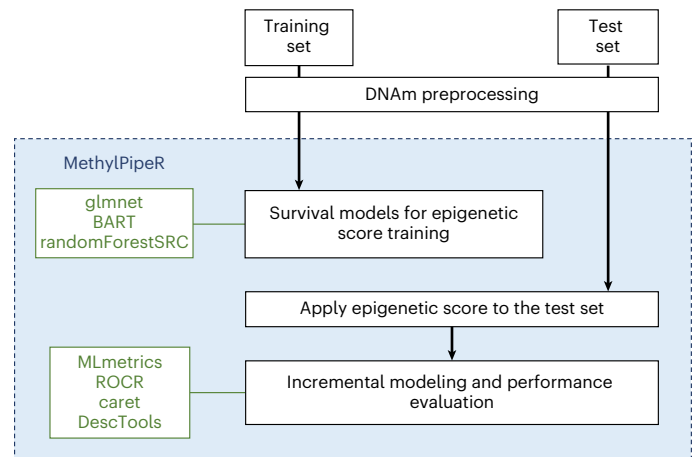 Training
set
Test
set
DNAm preprocessing
MethylPipeR
glmnet
BART
randomForestSRC
Survival models for epigenetic
score training
Apply epigenetic score to the test set
MLmetrics
ROCR
caret
DescTools
Incremental modeling and performance
evaluation